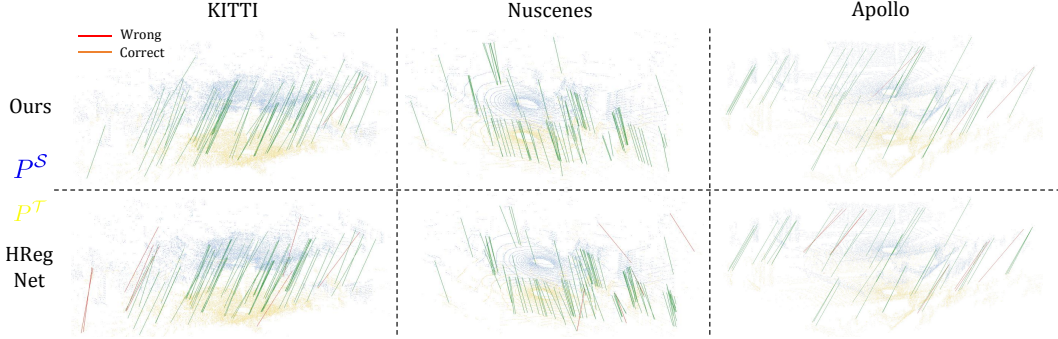 KITTI
Nuscenes
Apollo
Wrong
Correct
Ours
P^S
P^T
HReg
Net